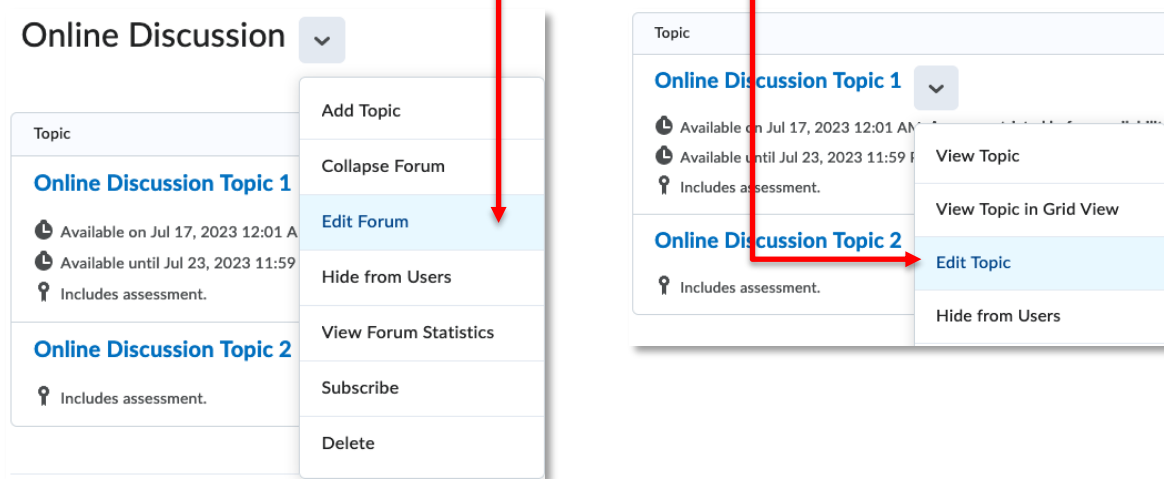 Online Discussion
Add Topic
Topic
Collapse Forum
Online Discussion Topic 1
Edit Forum
Available on Jul 17, 2023 12:01 A
Available until Jul 23, 2023 11:59
Hide from Users
Includes assessment.
View Forum Statistics
Online Discussion Topic 2
Subscribe
Includes assessment.
Delete
Topic
Online Discussion Topic 1
Available on Jul 17, 2023 12:01 AM
Available until Jul 23, 2023 11:59
View Topic
Includes assessment.
View Topic in Grid View
Online Discussion Topic 2
Edit Topic
Includes assessment.
Hide from Users